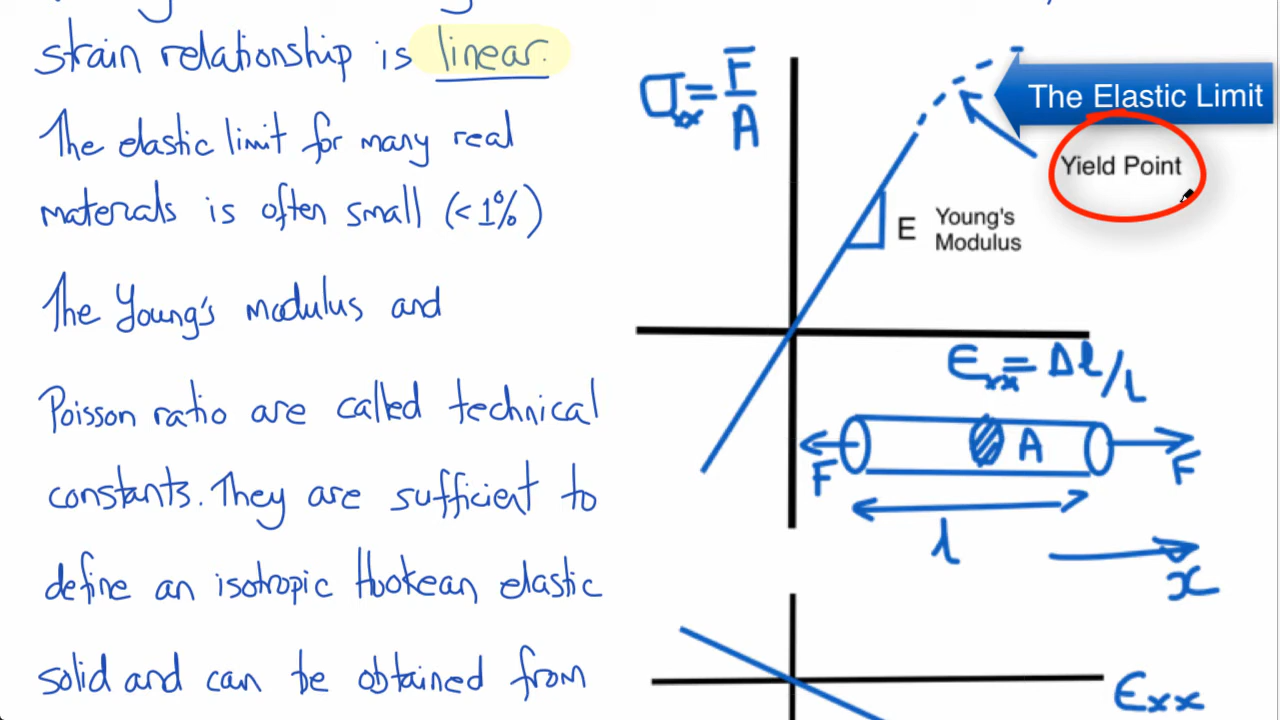 strain relationship is linear.
The elastic limit for many real
materials is often small (<1%)
The Young's modulus and
Poisson ratio are called technical
constants. They are sufficient to
define an isotropic Hookean elastic
solid and can be obtained from
σxx = F/A
The Elastic Limit
Yield Point
E Young's
Modulus
Exx = Δl/l
A
F F
l
x
Exx